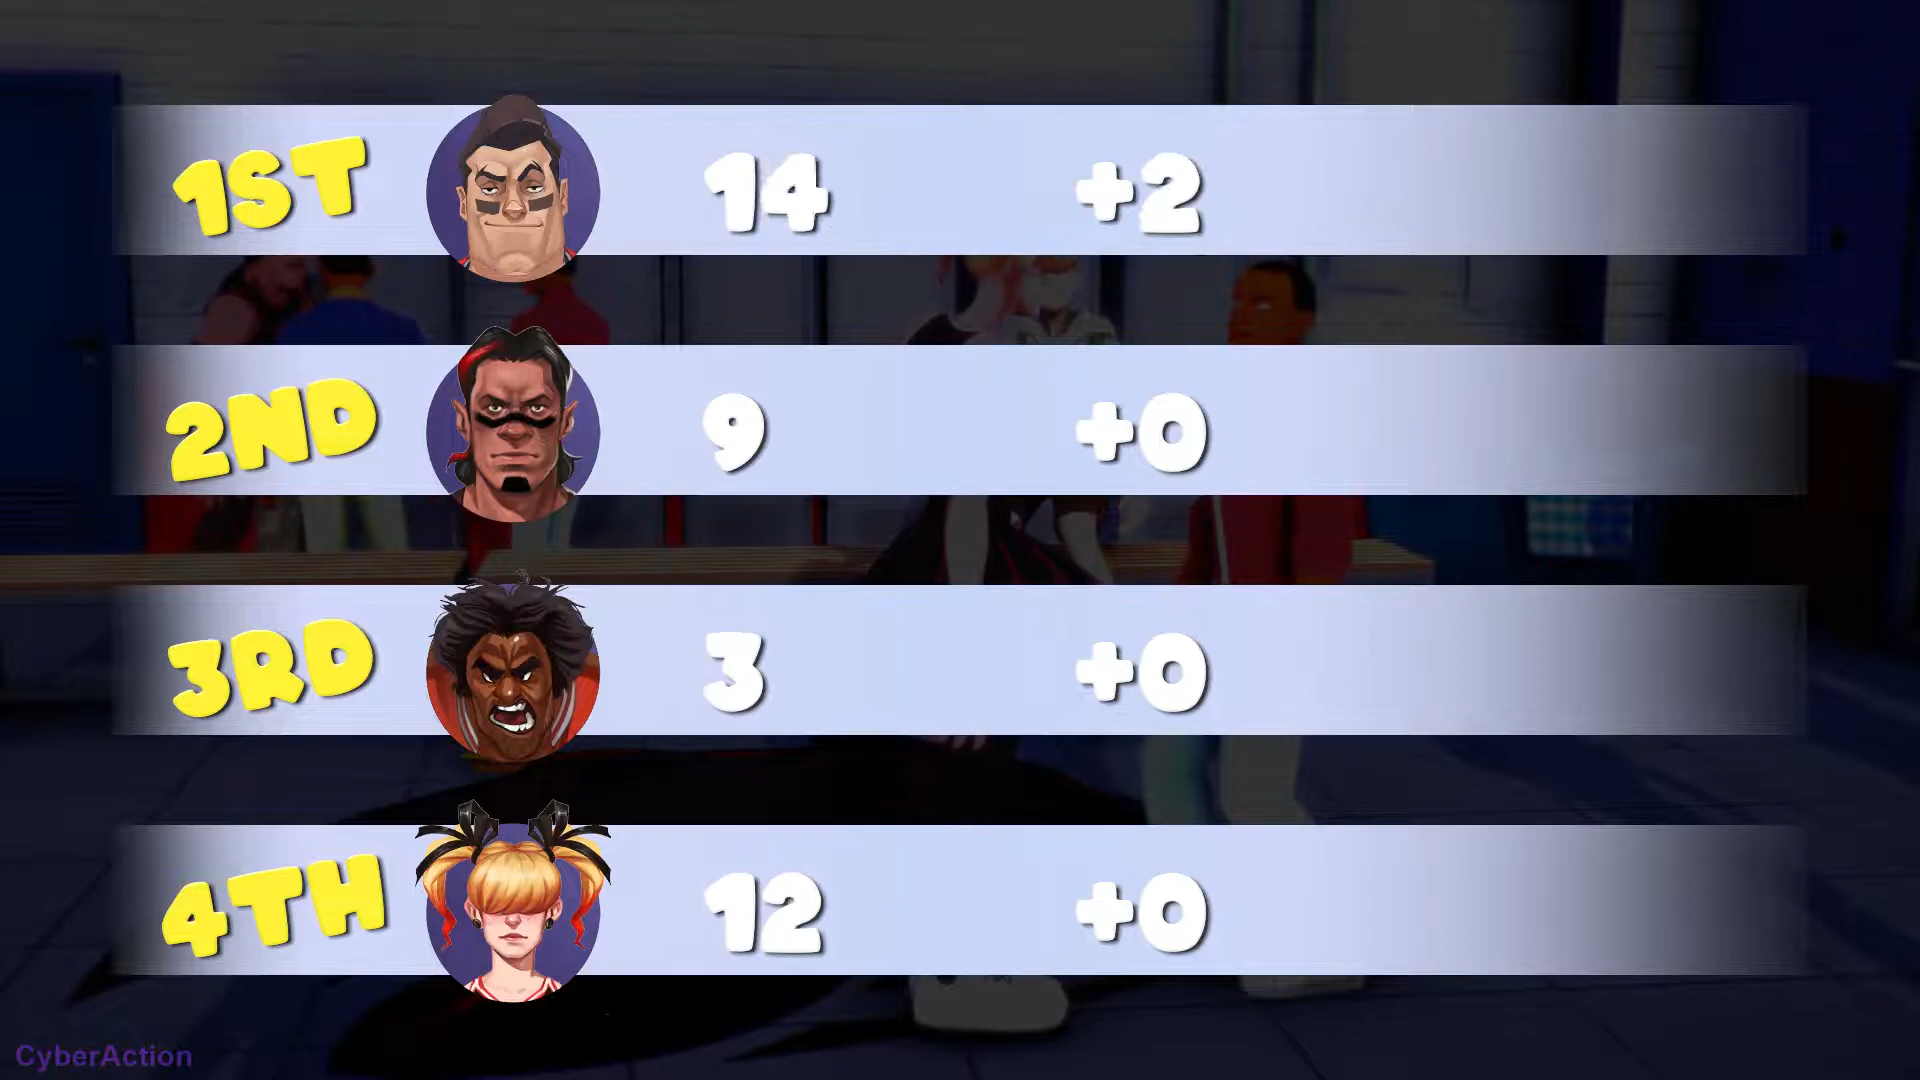 1ST 14 +2
2ND 9 +0
3RD 3 +0
4TH 12 +0
CyberAction